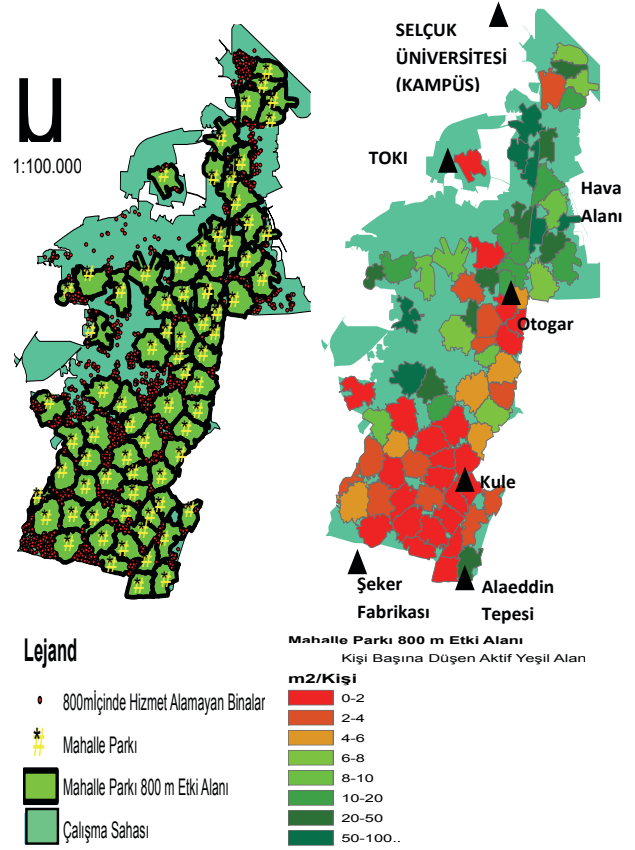 SELÇUK
ÜNİVERSİTESİ
(KAMPÜS)
u
1:100.000
TOKI
Hava
Alanı
Otogar
Kule
Şeker
Fabrikası
Alaeddin
Tepesi
Lejand
800mİçinde Hizmet Alamayan Binalar
Mahalle Parkı
Mahalle Parkı 800 m Etki Alanı
Çalışma Sahası
Mahalle Parkı 800 m Etki Alanı
Kişi Başına Düşen Aktif Yeşil Alan
m2/Kişi
0-2
2-4
4-6
6-8
8-10
10-20
20-50
50-100..